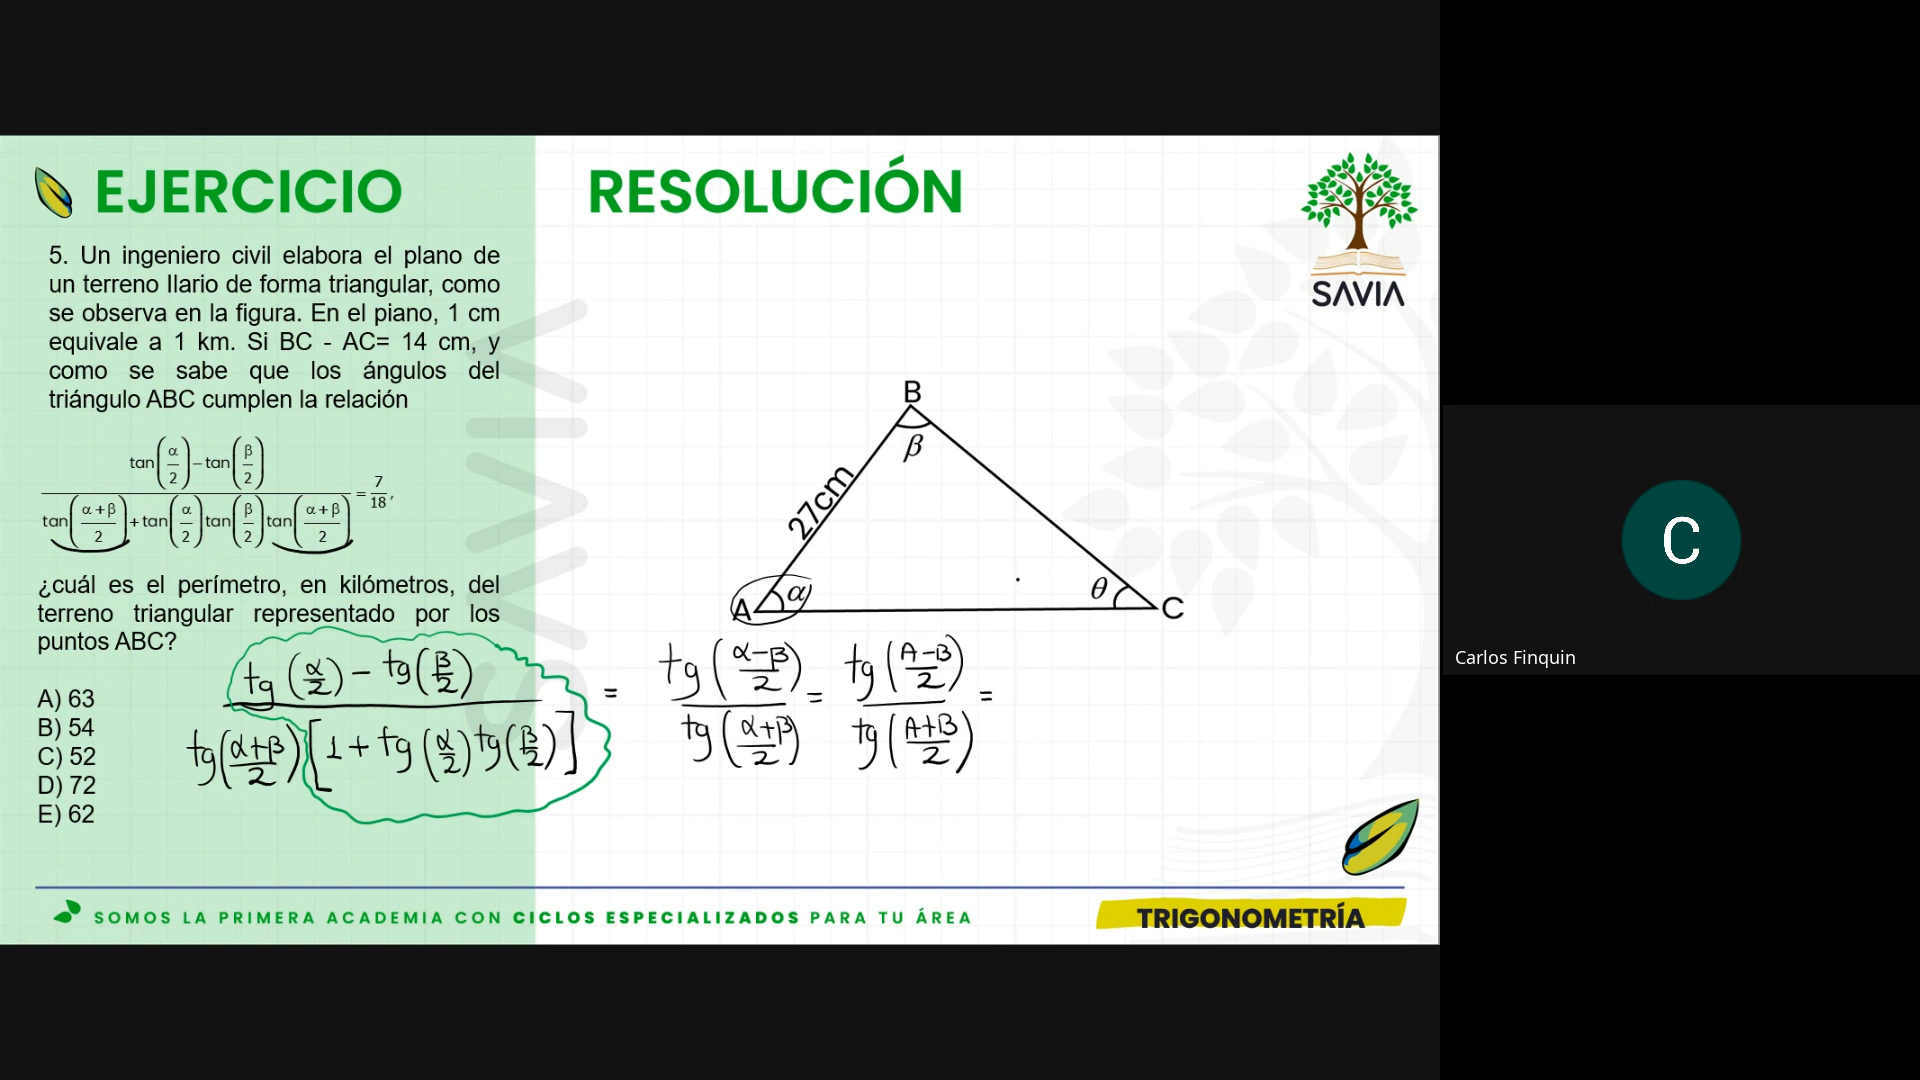 EJERCICIO
5. Un ingeniero civil elabora el plano de
un terreno Ilario de forma triangular, como
se observa en la figura. En el piano, 1 cm
equivale a 1 km. Si BC - AC= 14 cm, y
como se sabe que los ángulos del
triángulo ABC cumplen la relación
tan(α/2) – tan(β/2)
tan(α+β/2) + tan(α/2) tan(β/2) tan(α+β/2) = 7/18,
¿cuál es el perímetro, en kilómetros, del
terreno triangular representado por los
puntos ABC?
A) 63
B) 54
C) 52
D) 72
E) 62
RESOLUCIÓN
SAVIA
SAVIA
B
β
27cm
A
α
θ
C
tg(α/2) - tg(β/2) = tg(α-β/2) = tg(A-B/2) =
tg(α+β/2)[1 + tg(α/2) tg(β/2)] tg(α+β/2) tg(A+B/2)
SOMOS LA PRIMERA ACADEMIA CON CICLOS ESPECIALIZADOS PARA TU ÁREA
TRIGONOMETRÍA
C
Carlos Finquin